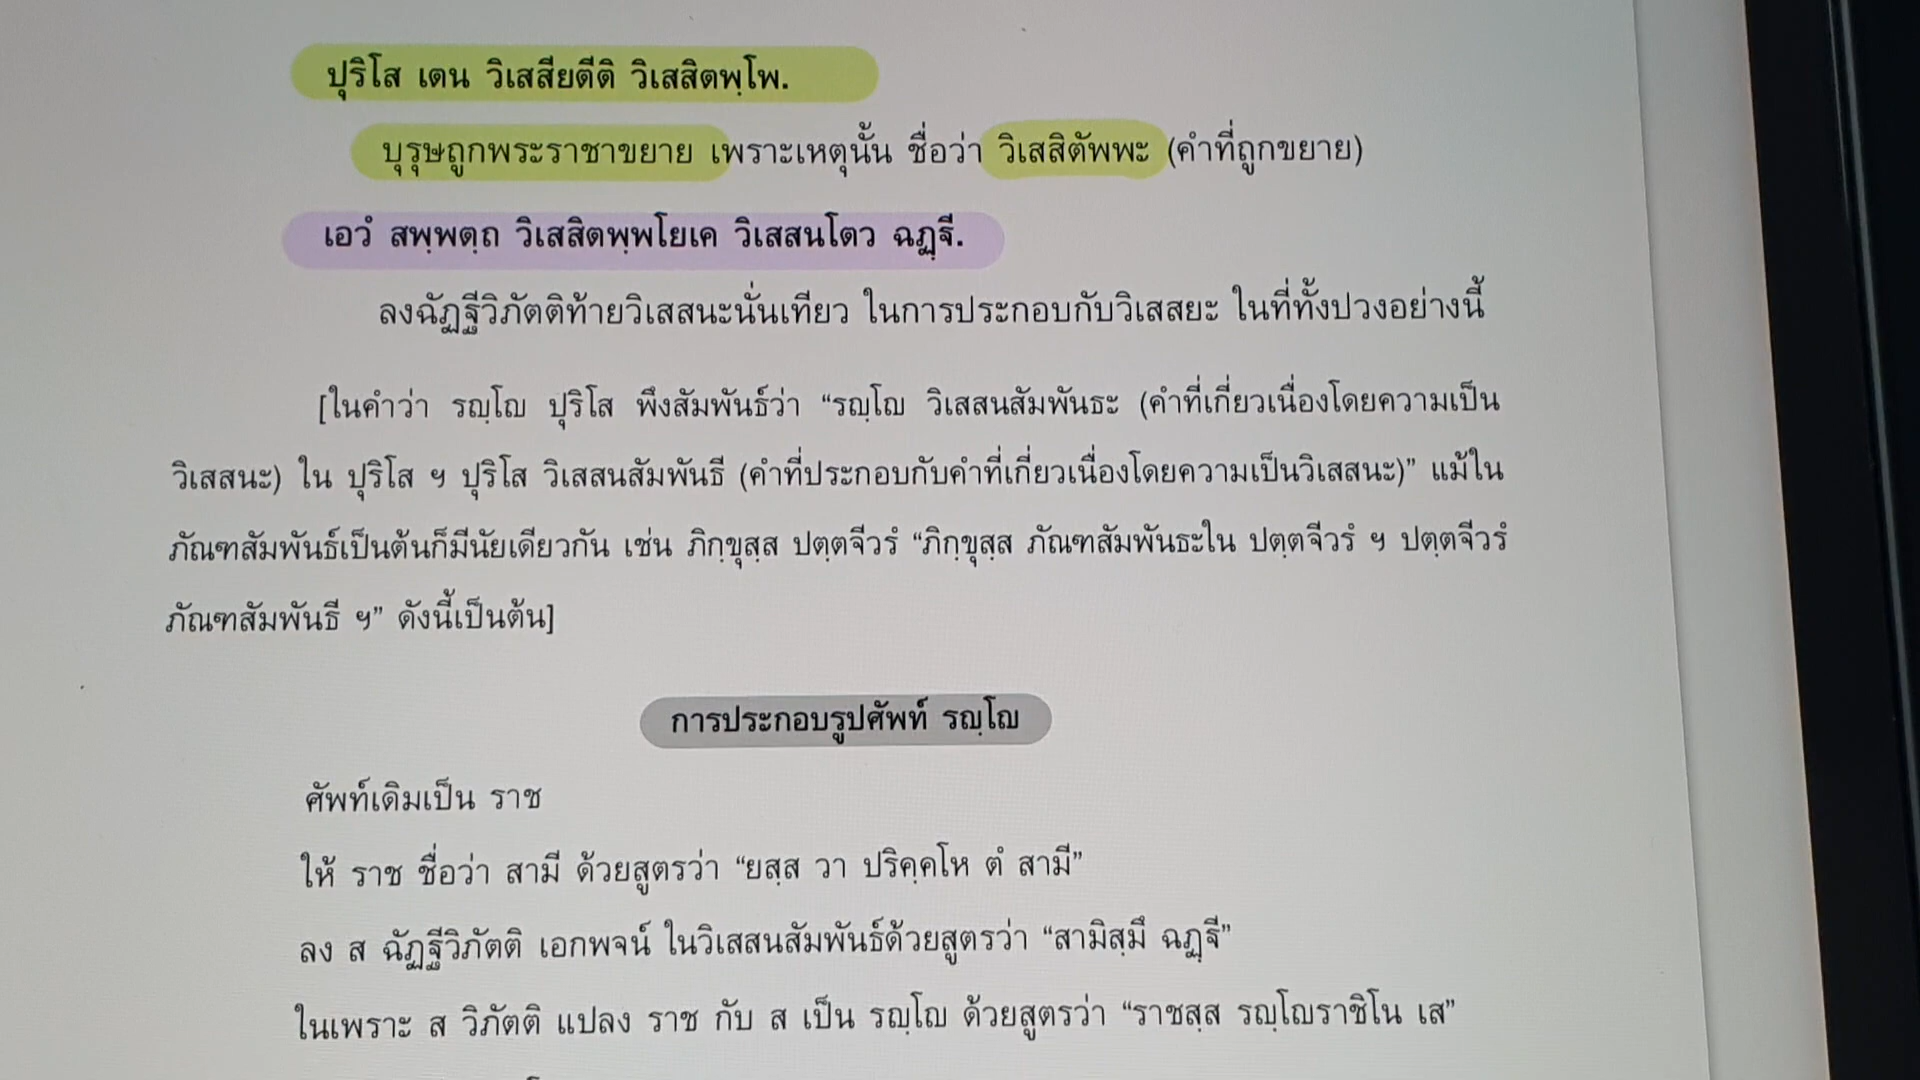 ปุริโส เตน วิเสสียตีติ วิเสสิตพฺโพ.
บุรุษถูกพระราชาขยาย เพราะเหตุนั้น ชื่อว่า วิเสสิตัพพะ (คำที่ถูกขยาย)
เอวํ สพฺพตฺถ วิเสสิตพฺพโยเค วิเสสนโตว ฉฏฺฐี.
ลงฉัฏฐีวิภัตติท้ายวิเสสนะนั่นเทียว ในการประกอบกับวิเสสยะ ในที่ทั้งปวงอย่างนี้
[ในคำว่า รญฺโญ ปุริโส พึงสัมพันธ์ว่า “รญฺโญ วิเสสนสัมพันธะ (คำที่เกี่ยวเนื่องโดยความเป็น
วิเสสนะ) ใน ปุริโส ฯ ปุริโส วิเสสนสัมพันธี (คำที่ประกอบกับคำที่เกี่ยวเนื่องโดยความเป็นวิเสสนะ)” แม้ใน
ภัณฑสัมพันธ์เป็นต้นก็มีนัยเดียวกัน เช่น ภิกฺขุสฺส ปตฺตจีวรํ “ภิกฺขุสฺส ภัณฑสัมพันธะใน ปตฺตจีวรํ ฯ ปตฺตจีวรํ
ภัณฑสัมพันธี ฯ” ดังนี้เป็นต้น]
การประกอบรูปศัพท์ รญฺโญ
ศัพท์เดิมเป็น ราช
ให้ ราช ชื่อว่า สามี ด้วยสูตรว่า “ยสฺส วา ปริคฺคโห ตํ สามี”
ลง ส ฉัฏฐีวิภัตติ เอกพจน์ ในวิเสสนสัมพันธ์ด้วยสูตรว่า “สามิสฺมึ ฉฏฺฐี”
ในเพราะ ส วิภัตติ แปลง ราช กับ ส เป็น รญฺโญ ด้วยสูตรว่า “ราชสฺส รญฺโญราชิโน เส”